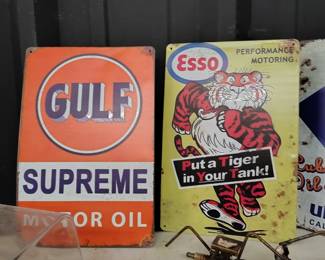 GULF
SUPREME
MOTOR OIL
Esso
PERFORMANCE
MOTORING
Put a Tiger
in Your Tank!